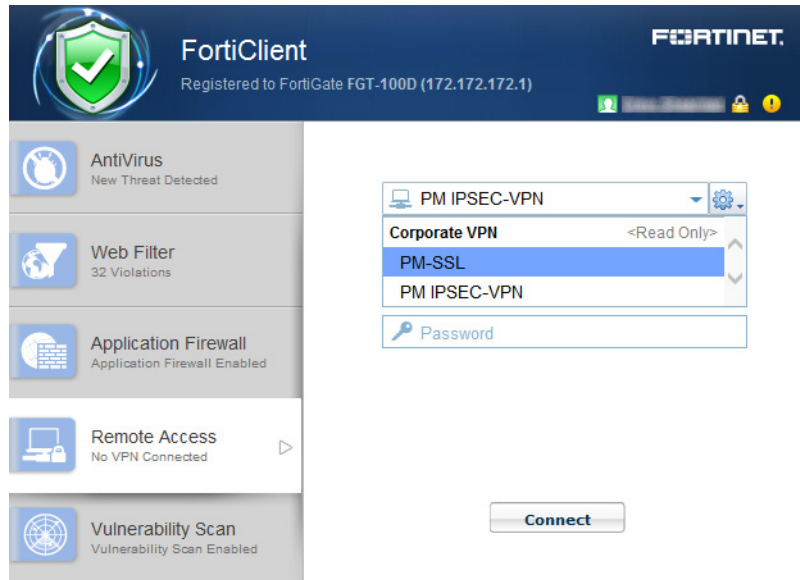 FortiClient
FORTINET.
Registered to FortiGate FGT-100D (172.172.172.1)
AntiVirus
New Threat Detected
Web Filter
32 Violations
Application Firewall
Application Firewall Enabled
Remote Access
No VPN Connected
Vulnerability Scan
Vulnerability Scan Enabled
PM IPSEC-VPN
Corporate VPN <Read Only>
PM-SSL
PM IPSEC-VPN
Password
Connect